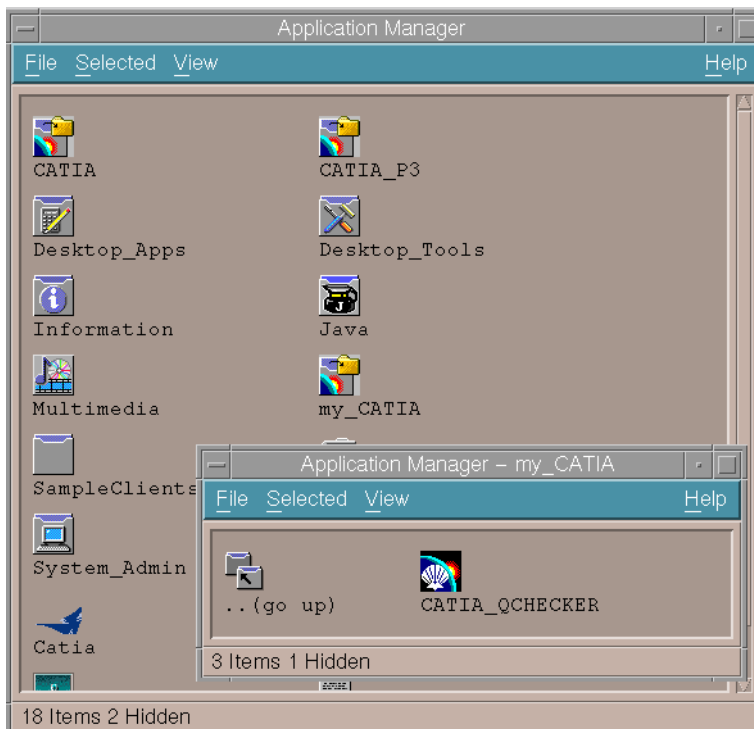 Application Manager
File Selected View Help
CATIA CATIA_P3
Desktop_Apps Desktop_Tools
Information Java
Multimedia my_CATIA
SampleClients
System_Admin
Catia
18 Items 2 Hidden
Application Manager – my_CATIA
File Selected View Help
..(go up) CATIA_QCHECKER
3 Items 1 Hidden